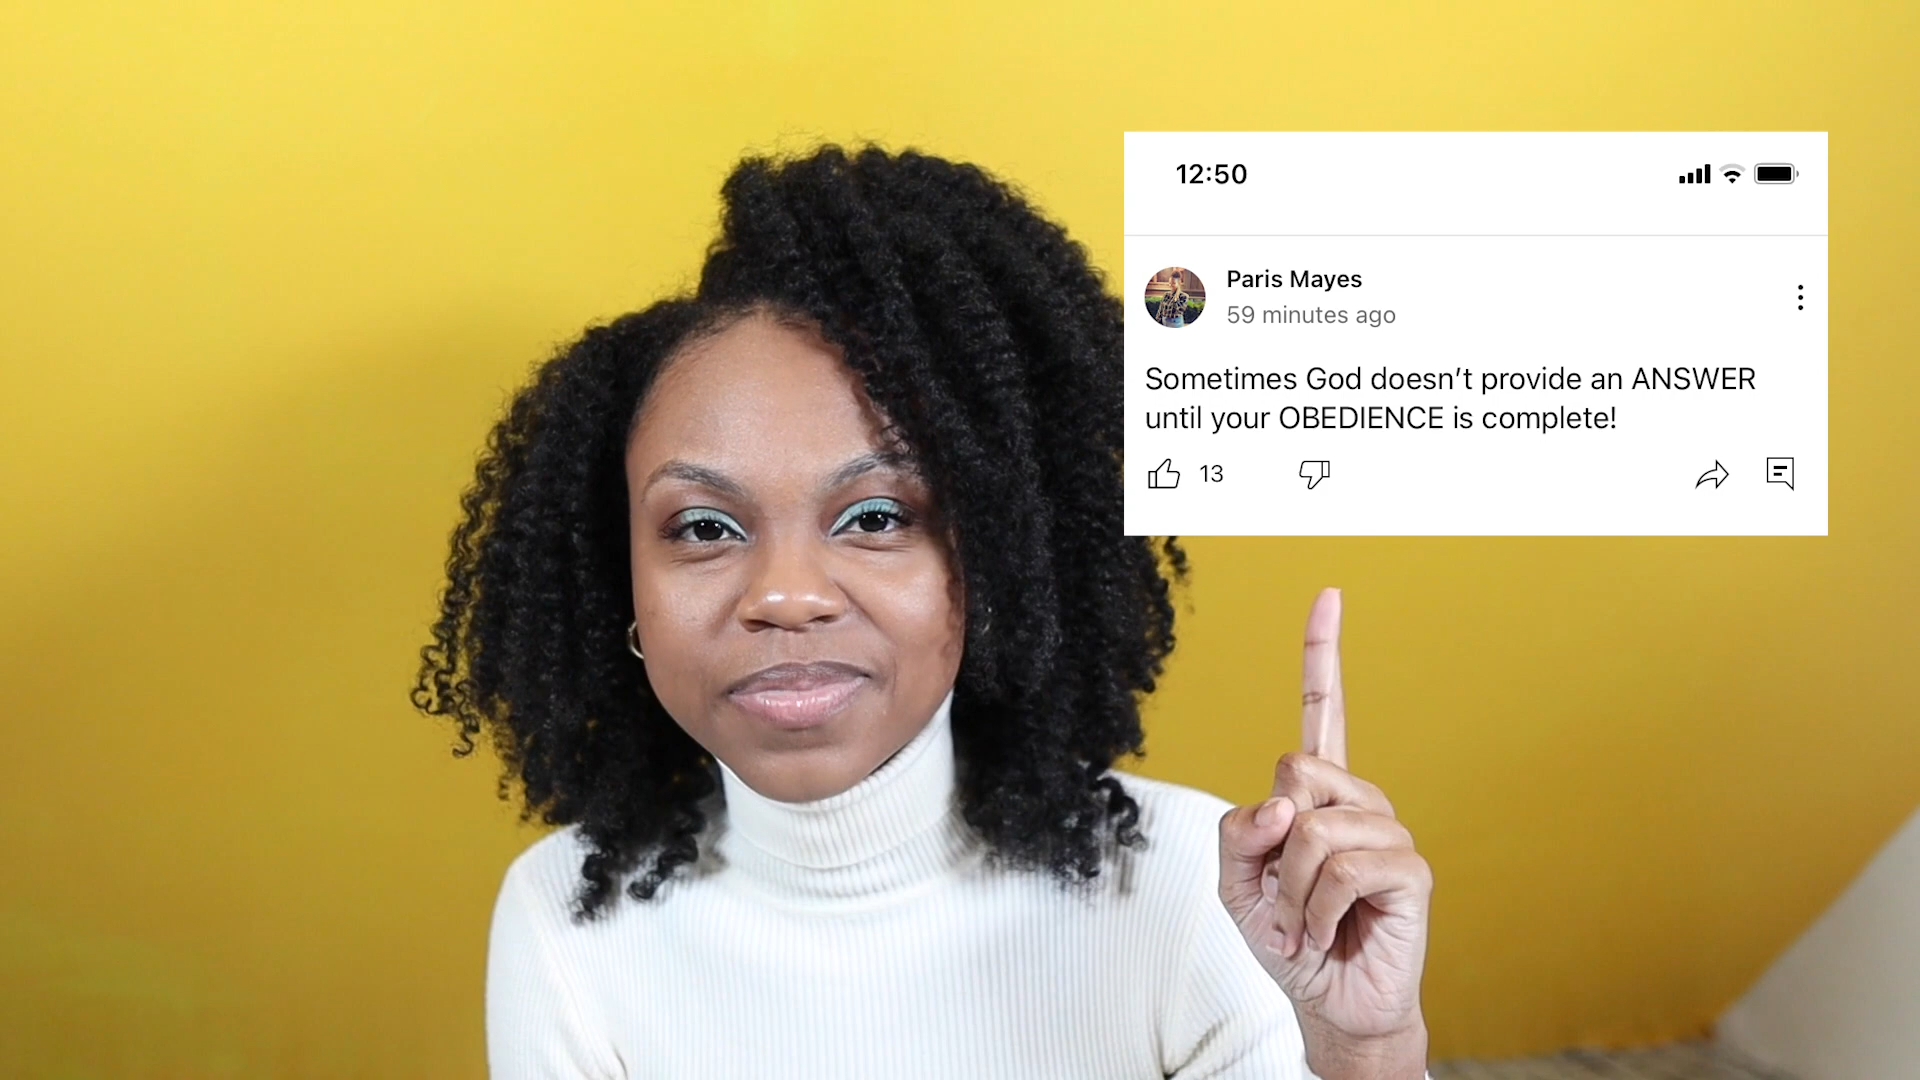 12:50
Paris Mayes
59 minutes ago
Sometimes God doesn’t provide an ANSWER
until your OBEDIENCE is complete!
13